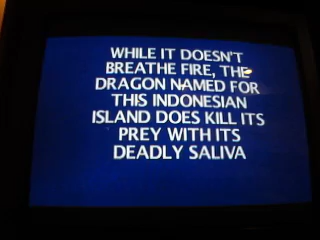 WHILE IT DOESN'T
BREATHE FIRE, THE
DRAGON NAMED FOR
THIS INDONESIAN
ISLAND DOES KILL ITS
PREY WITH ITS
DEADLY SALIVA